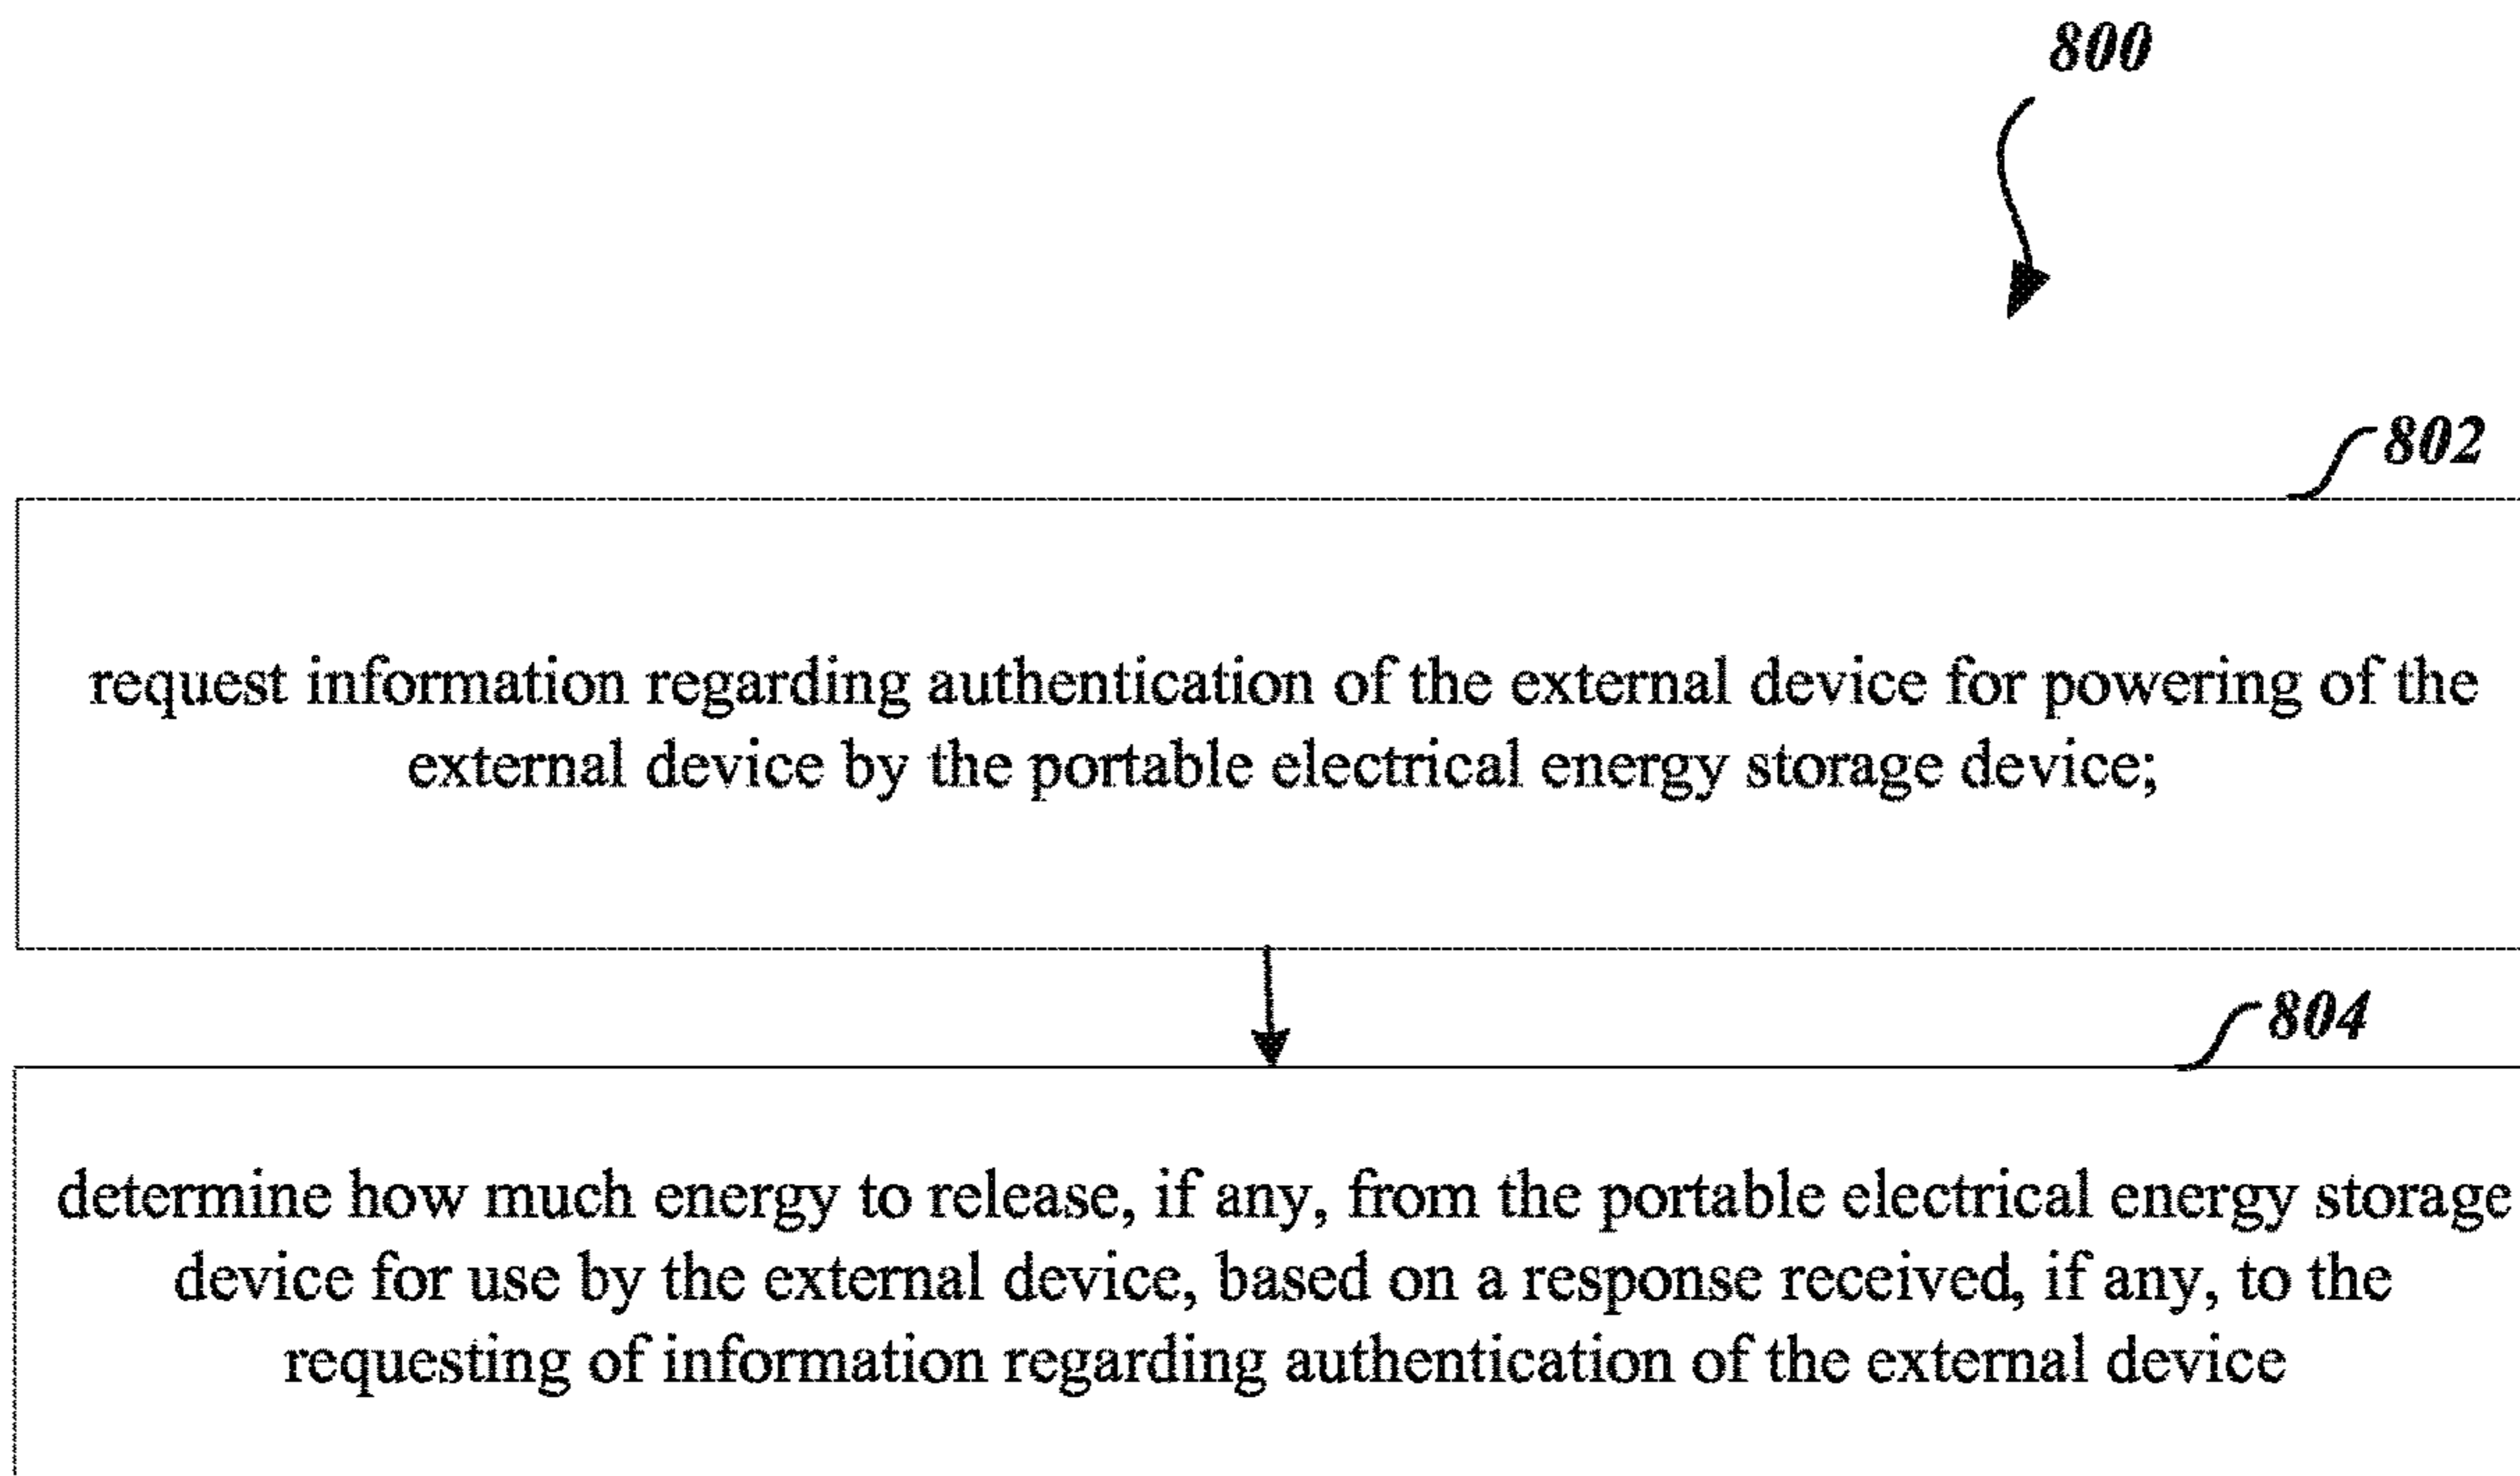 800
802
request information regarding authentication of the external device for powering of the
external device by the portable electrical energy storage device;
804
determine how much energy to release, if any, from the portable electrical energy storage
device for use by the external device, based on a response received, if any, to the
requesting of information regarding authentication of the external device